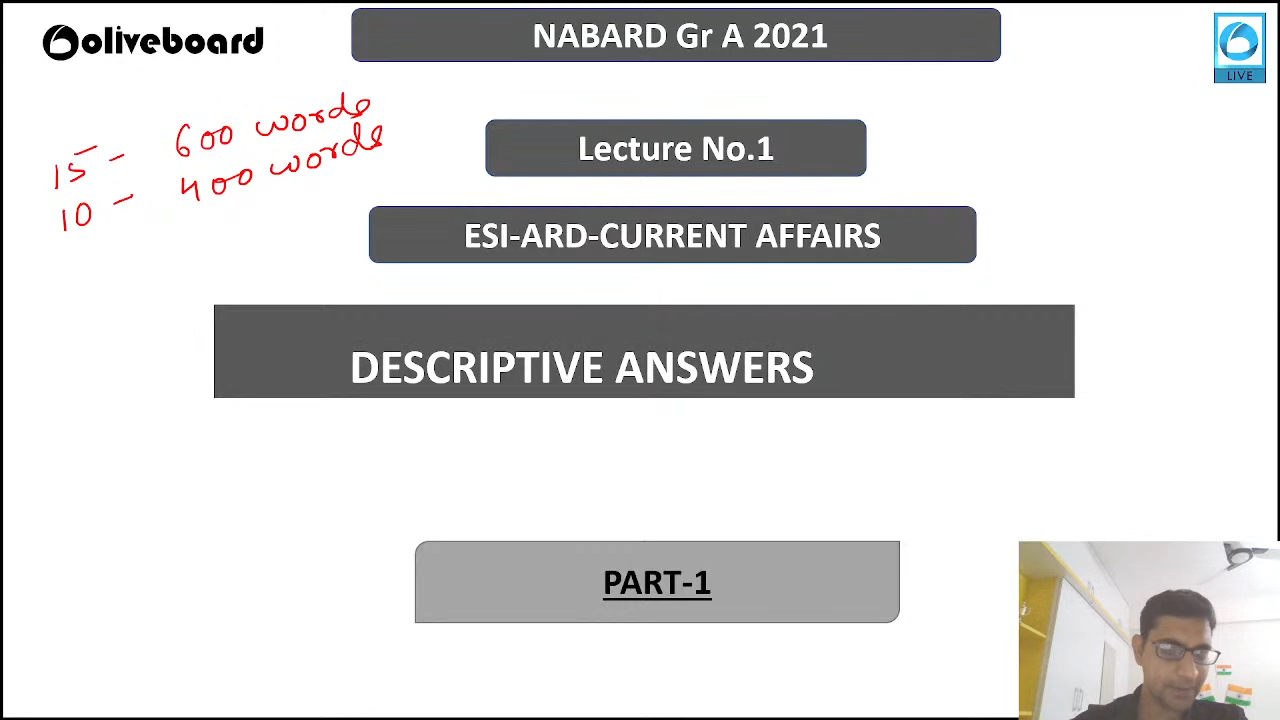 oliveboard
NABARD Gr A 2021
LIVE
15 - 600 words
10 - 400 words
Lecture No.1
ESI-ARD-CURRENT AFFAIRS
DESCRIPTIVE ANSWERS
PART-1